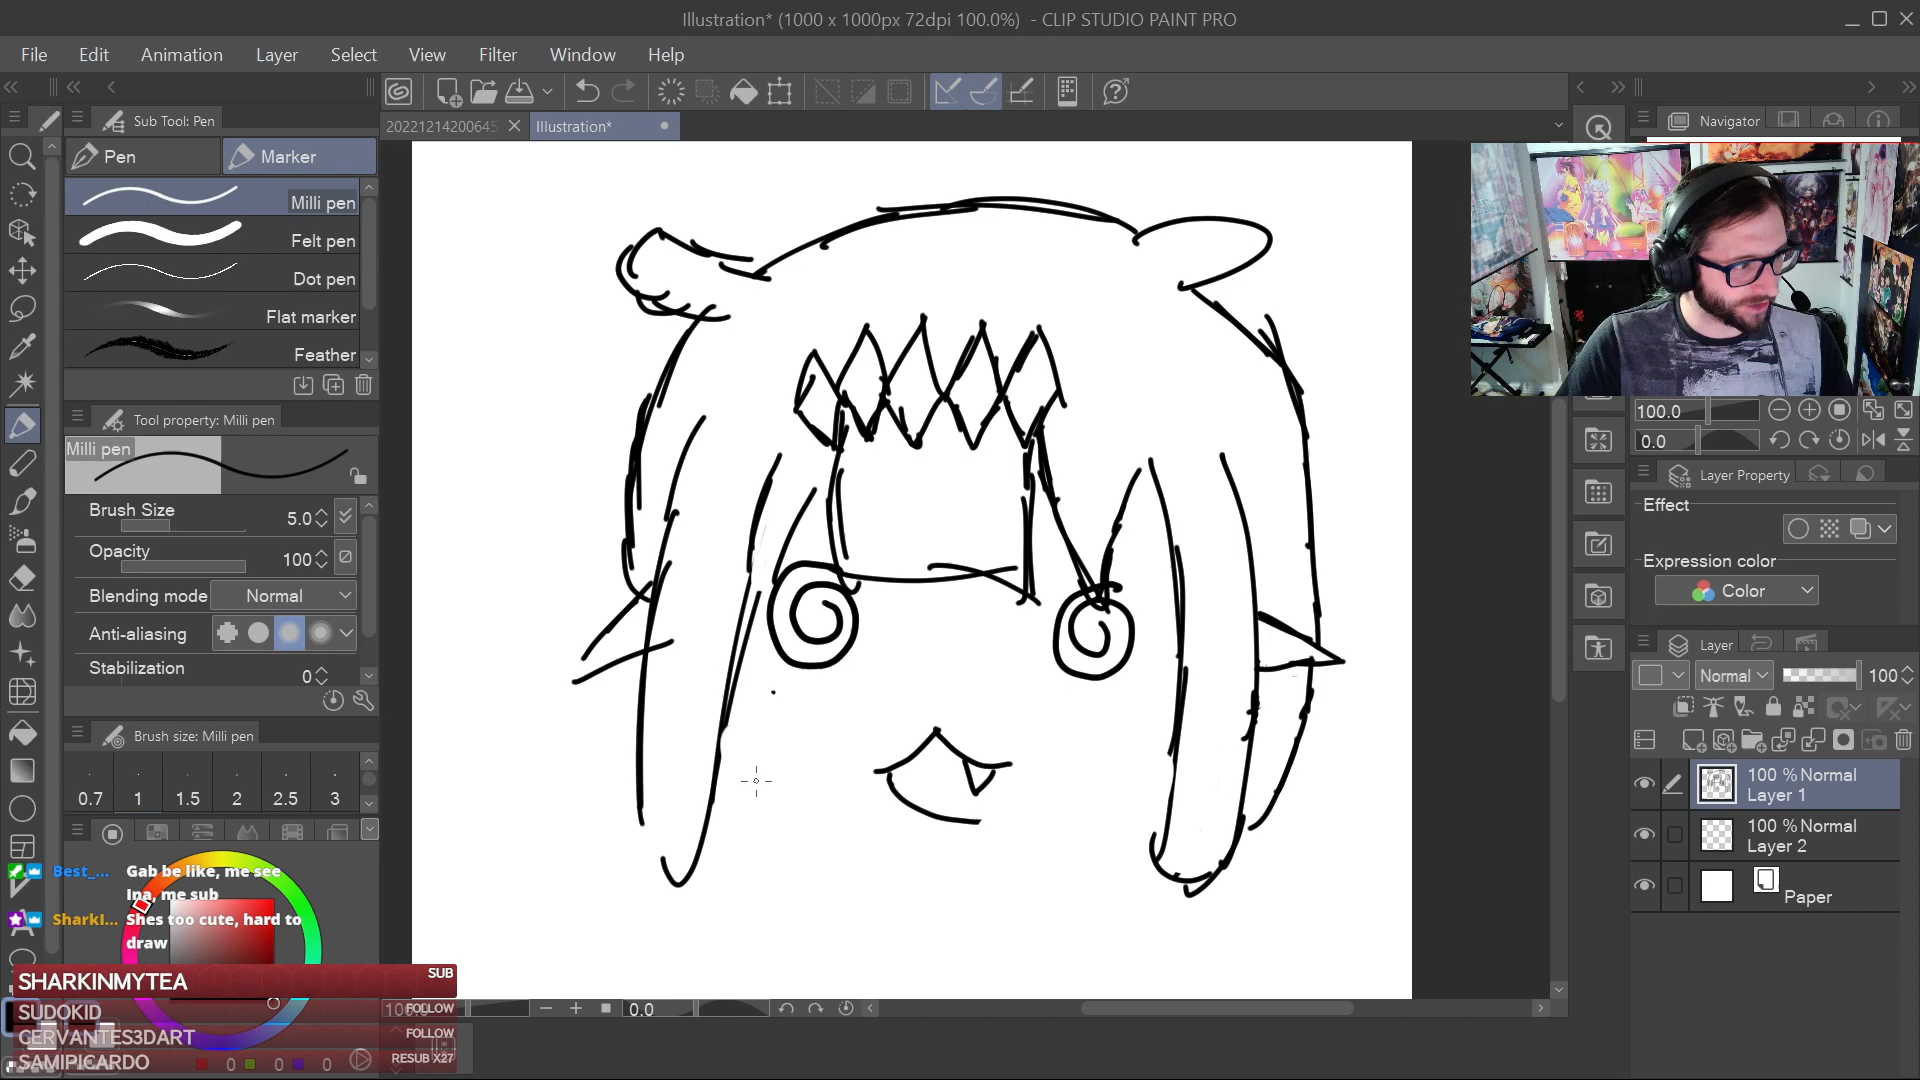 Illustration* (1000 x 1000px 72dpi 100.0%) - CLIP STUDIO PAINT PRO
File Edit Animation Layer Select View Filter Window Help
Sub Tool: Pen
20221214200645 Illustration*
Navigator
Pen Marker
Milli pen
Felt pen
Dot pen
Flat marker
Feather
Tool property: Milli pen
Milli pen
Brush Size 5.0
Opacity 100
Blending mode Normal
Anti-aliasing
Stabilization 0
Brush size: Milli pen
0.7 1 1.5 2 2.5 3
100.0
0.0
Layer Property
Effect
Expression color
Color
Layer
Normal 100
100 % Normal
Layer 1
100 % Normal
Layer 2
Paper
Best_... Gab be like, me see
Ina, me sub
SharkI... Shes too cute, hard to
draw
SHARKINMYTEA SUB
SUDOKID FOLLOW
CERVANTES3DART FOLLOW
SAMIPICARDO RESUB X27
0 0 0
0.0